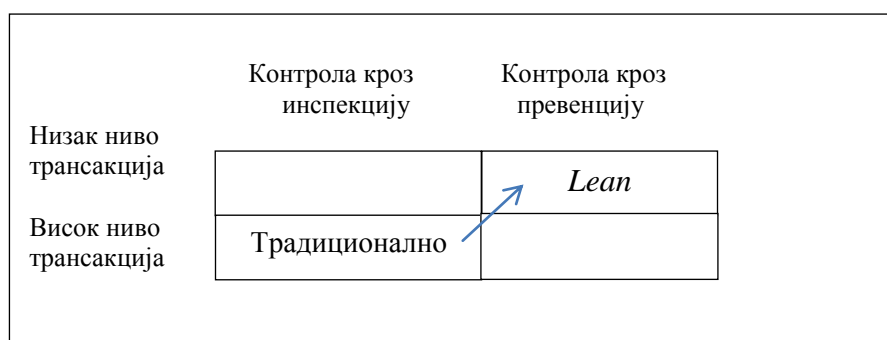 Контрола кроз
инспекцију
Контрола кроз
превенцију
Низак ниво
трансакција
Lean
Висок ниво
трансакција
Традиционално